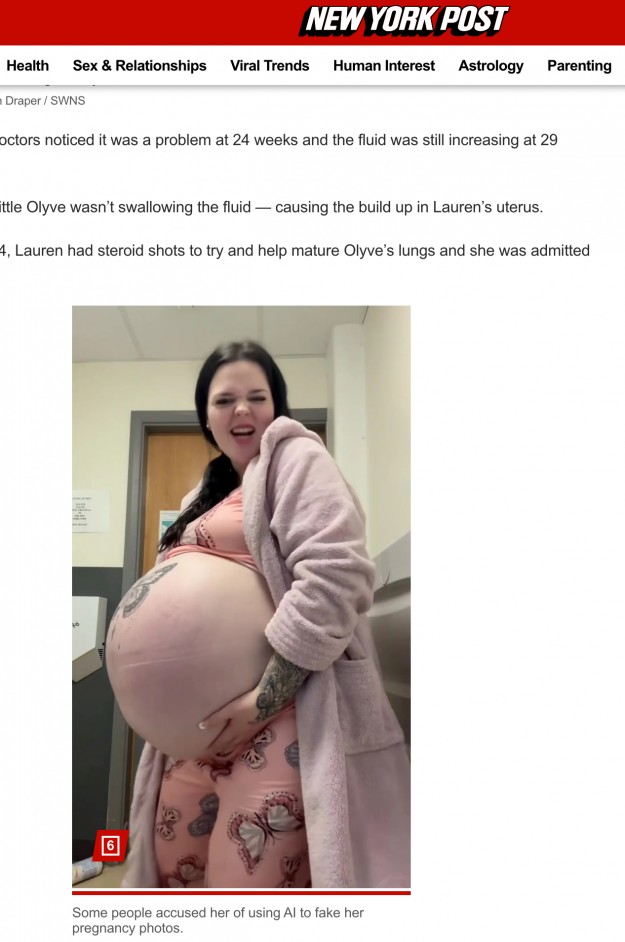 NEW YORK POST
Health Sex & Relationships Viral Trends Human Interest Astrology Parenting
Draper / SWNS
octors noticed it was a problem at 24 weeks and the fluid was still increasing at 29
ittle Olyve wasn't swallowing the fluid — causing the build up in Lauren's uterus.
4, Lauren had steroid shots to try and help mature Olyve's lungs and she was admitted
6
Some people accused her of using AI to fake her
pregnancy photos.